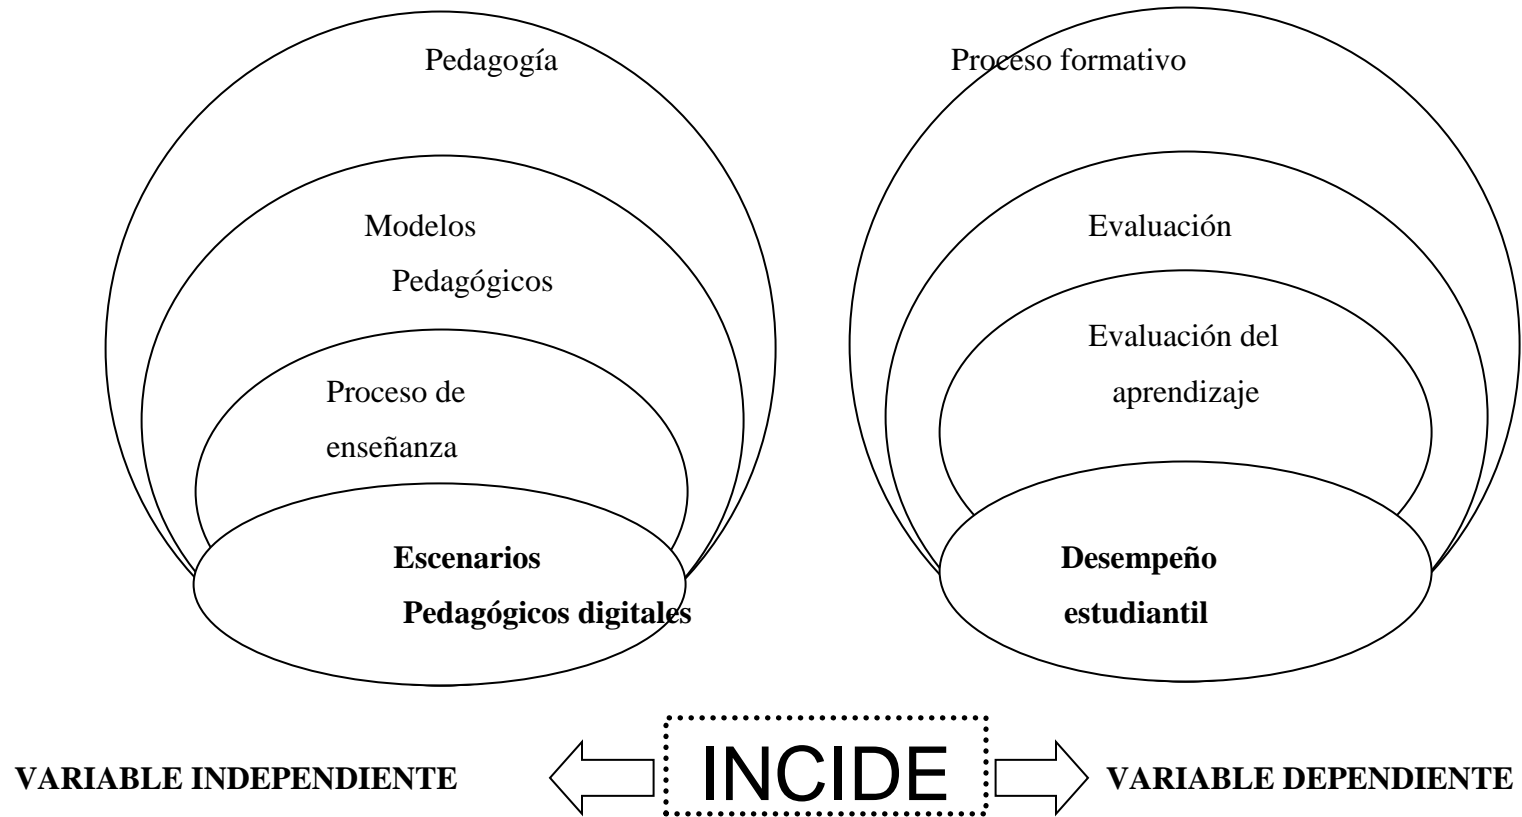 Pedagogía
Modelos
Pedagógicos
Proceso de
enseñanza
Escenarios
Pedagógicos digitales
Proceso formativo
Evaluación
Evaluación del
aprendizaje
Desempeño
estudiantil
VARIABLE INDEPENDIENTE
INCIDE
VARIABLE DEPENDIENTE